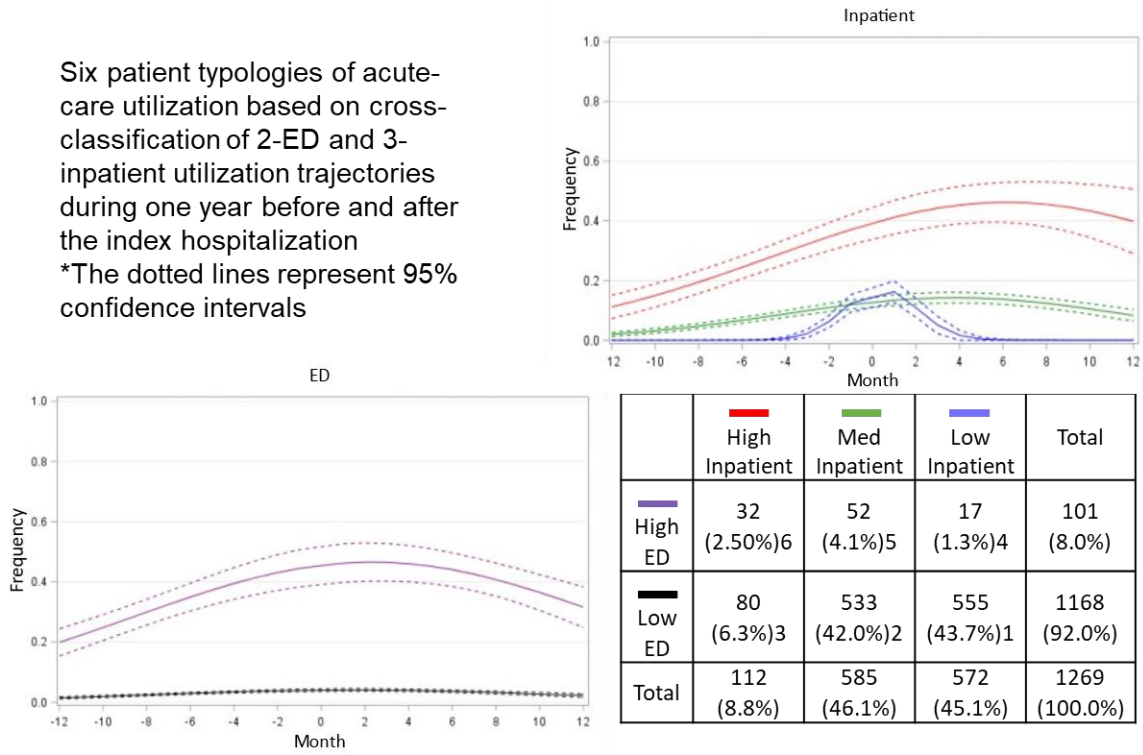 Six patient typologies of acute-
care utilization based on cross-
classification of 2-ED and 3-
inpatient utilization trajectories
during one year before and after
the index hospitalization
*The dotted lines represent 95%
confidence intervals
Inpatient
1.0
0.8
0.6
0.4
0.2
0.0
Frequency
12 -10 -8 -6 -4 -2 0 2 4 6 8 10 12
Month
ED
1.0
0.8
0.6
0.4
0.2
0.0
Frequency
-12 -10 -8 -6 -4 -2 0 2 4 6 8 10 12
Month
High Med Low Total
Inpatient Inpatient Inpatient
High
ED
32 52 17 101
(2.50%)6 (4.1%)5 (1.3%)4 (8.0%)
Low
ED
80 533 555 1168
(6.3%)3 (42.0%)2 (43.7%)1 (92.0%)
Total
112 585 572 1269
(8.8%) (46.1%) (45.1%) (100.0%)